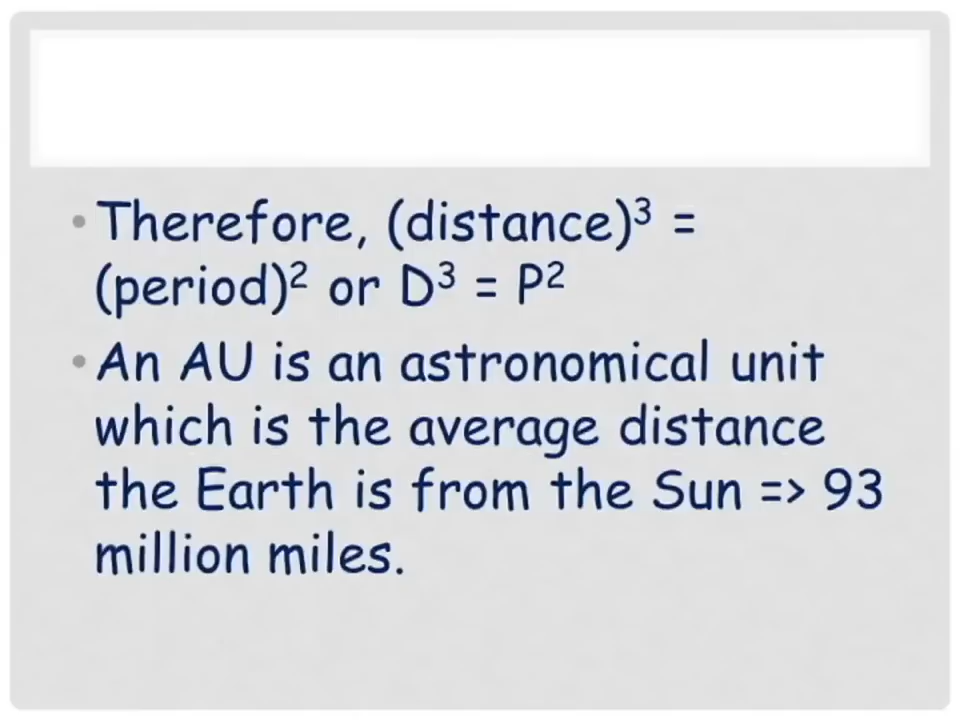 • Therefore, (distance)³ =
(period)² or D³ = P²
• An AU is an astronomical unit
which is the average distance
the Earth is from the Sun => 93
million miles.